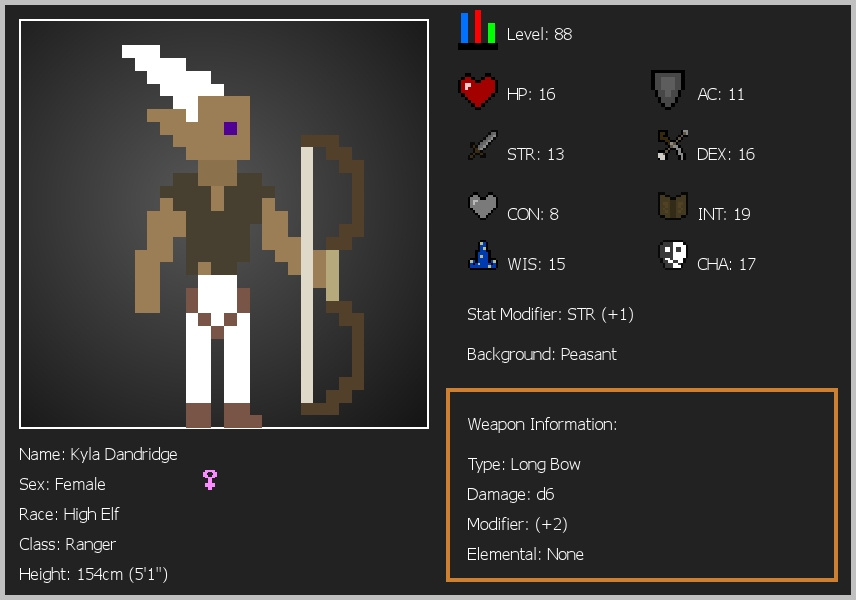 Level: 88
HP: 16
AC: 11
STR: 13
DEX: 16
CON: 8
INT: 19
WIS: 15
CHA: 17
Stat Modifier: STR (+1)
Background: Peasant
Weapon Information:
Type: Long Bow
Damage: d6
Modifier: (+2)
Elemental: None
Name: Kyla Dandridge
Sex: Female
Race: High Elf
Class: Ranger
Height: 154cm (5'1")